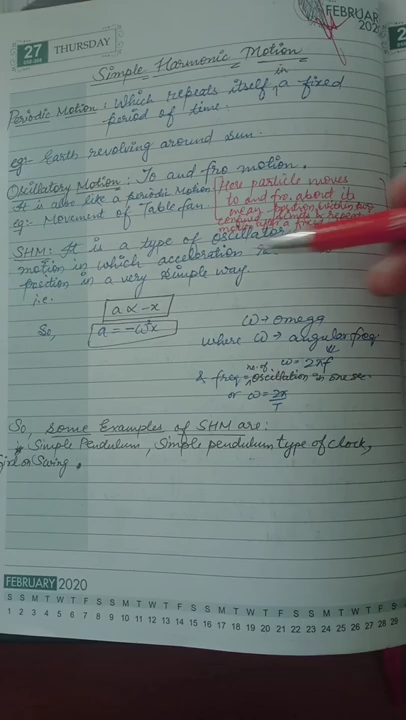 27 THURSDAY
FEBRUAR
202
Simple Harmonic Motion
Periodic Motion : Which repeats itself in a fixed
period of time.
eg:- Earth revolving around sun.
Oscillatory Motion : To and fro motion.
It is also like a periodic Motion
eg: Movement of Table fan.
Here particle moves
to and fro about its
mean position within two
SHM: It is a type of oscillator
motion in which acceleration
position in a very simple way.
i.e.
a ∝ -x
So, a = -ω²x
ω → omega
where ω → angular freq
ω = 2πf
& freq = no. of oscillation in one sec
or ω = 2π/T
So, some Examples of SHM are:
Simple Pendulum, Simple pendulum type of clock,
Swing.
FEBRUARY 2020
S S M T W T F S S M T W T F S S M T W T F S S M T W T F S
1 2 3 4 5 6 7 8 9 10 11 12 13 14 15 16 17 18 19 20 21 22 23 24 25 26 27 28 29